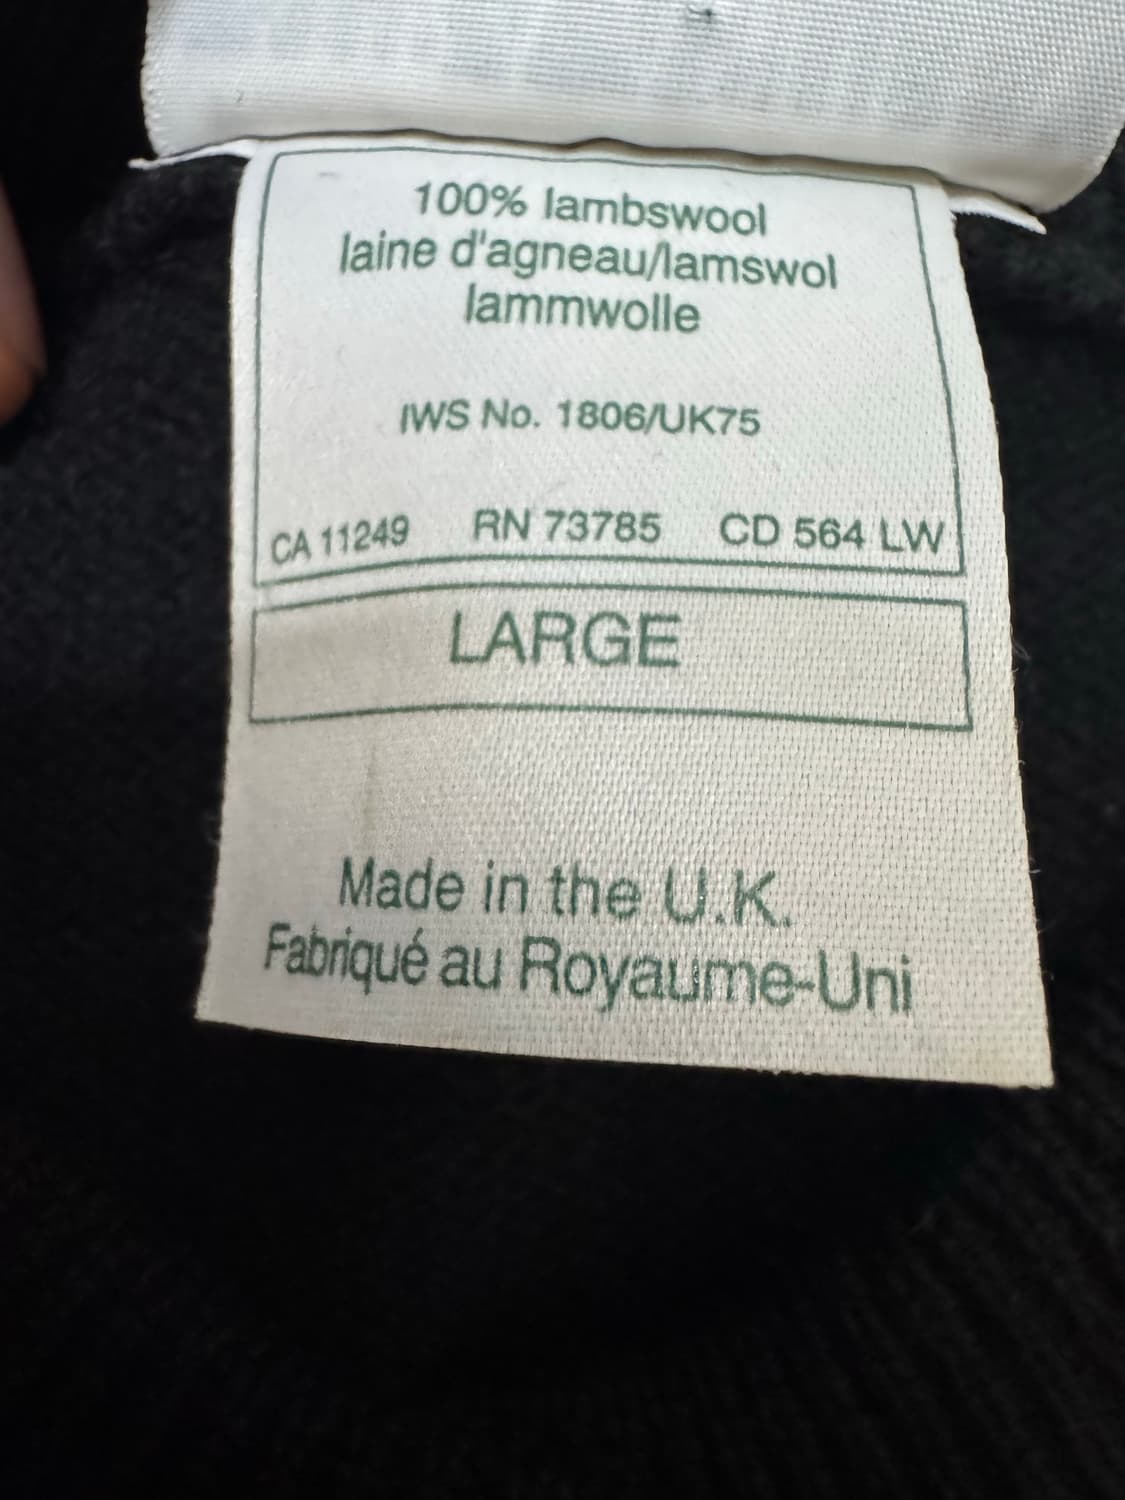 100% lambswool
laine d'agneau/lamswol
lammwolle
IWS No. 1806/UK75
CA 11249 RN 73785 CD 564 LW
LARGE
Made in the U.K.
Fabriqué au Royaume-Uni